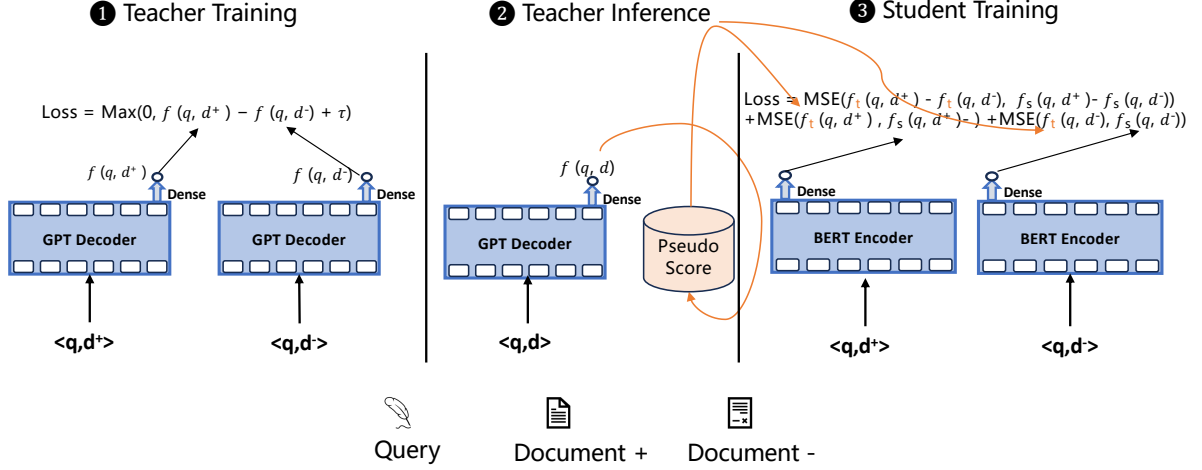 ❶ Teacher Training
Loss = Max(0, f (q, d⁺) − f (q, d⁻) + τ)
f (q, d⁺)
f (q, d⁻)
Dense
Dense
GPT Decoder
GPT Decoder
<q,d⁺>
<q,d⁻>
❷ Teacher Inference
f (q, d)
Dense
GPT Decoder
Pseudo
Score
<q,d>
❸ Student Training
Loss = MSE(fₜ (q, d⁺) - fₜ (q, d⁻), fₛ (q, d⁺)- fₛ (q, d⁻))
+MSE(fₜ (q, d⁺) , fₛ (q, d⁺)⁻ ) +MSE(fₜ (q, d⁻), fₛ (q, d⁻))
Dense
Dense
BERT Encoder
BERT Encoder
<q,d⁺>
<q,d⁻>
Query
Document +
Document -